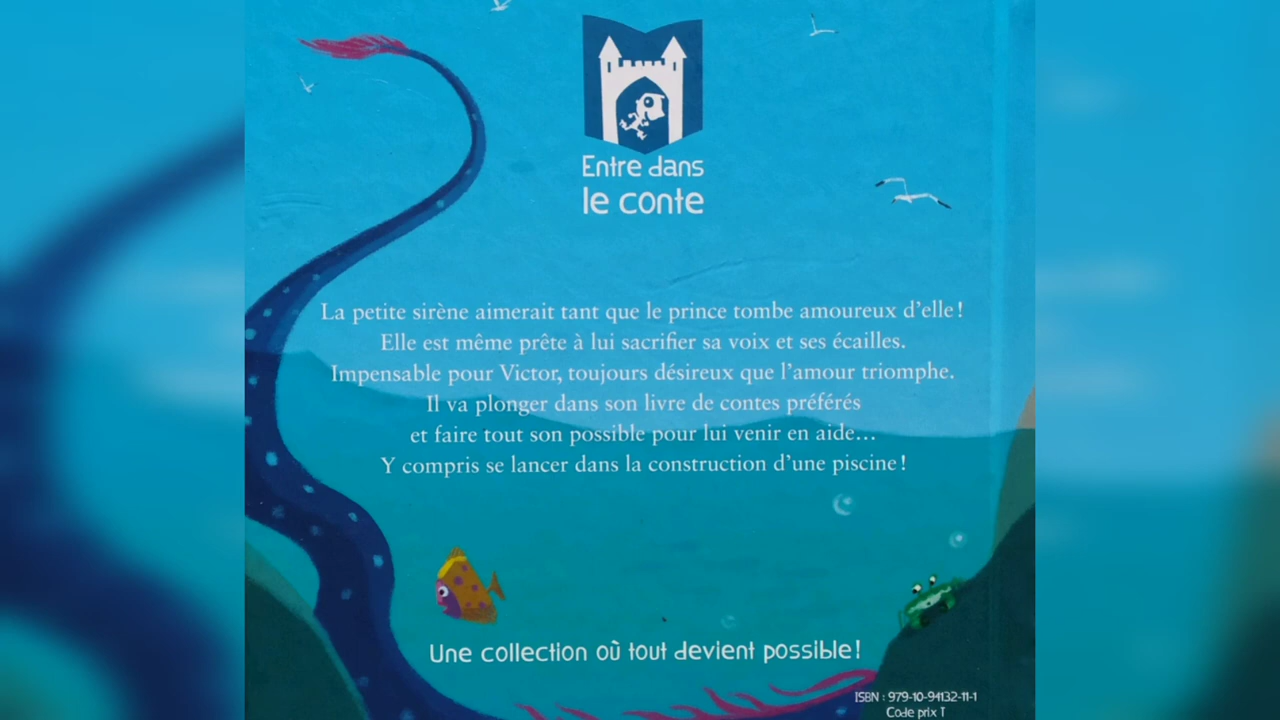 Entre dans
le conte
La petite sirène aimerait tant que le prince tombe amoureux d'elle !
Elle est même prête à lui sacrifier sa voix et ses écailles.
Impensable pour Victor, toujours désireux que l'amour triomphe.
Il va plonger dans son livre de contes préférés
et faire tout son possible pour lui venir en aide…
Y compris se lancer dans la construction d'une piscine !
Une collection où tout devient possible !
ISBN : 979-10-94132-11-1
Code prix T